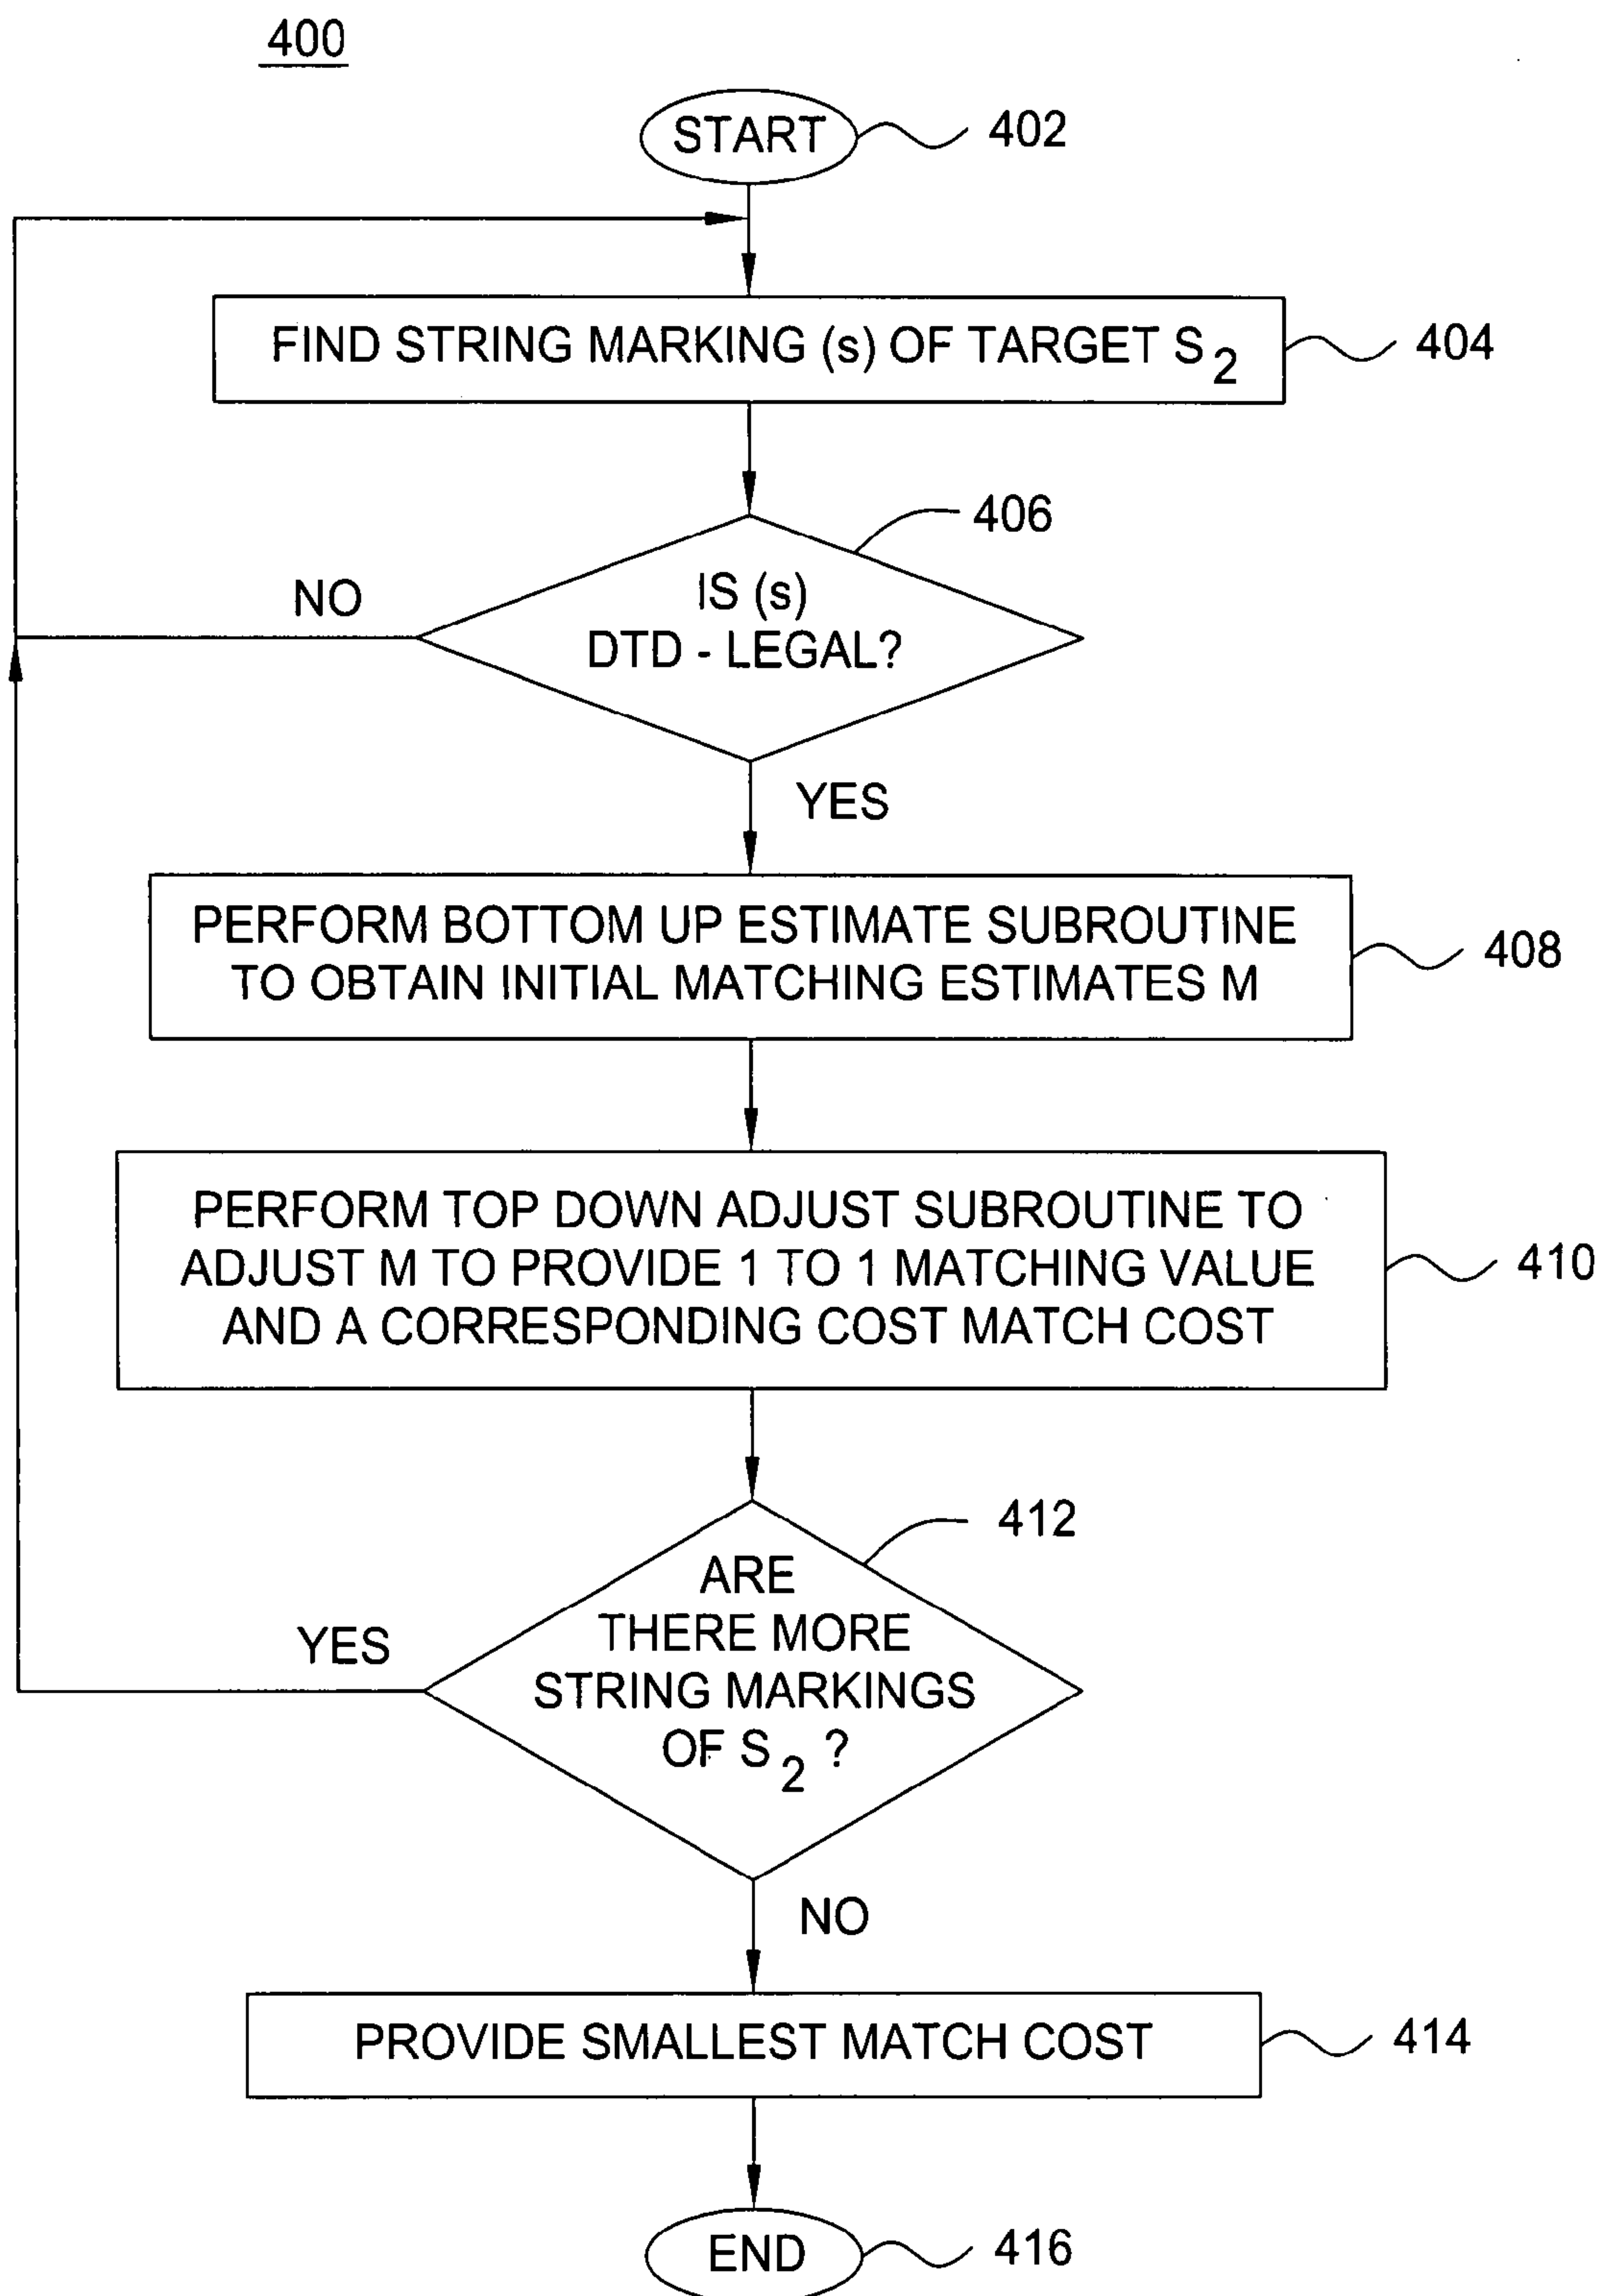 400
START
402
FIND STRING MARKING (s) OF TARGET S 2
404
406
IS (s)
DTD - LEGAL?
NO
YES
PERFORM BOTTOM UP ESTIMATE SUBROUTINE
TO OBTAIN INITIAL MATCHING ESTIMATES M
408
PERFORM TOP DOWN ADJUST SUBROUTINE TO
ADJUST M TO PROVIDE 1 TO 1 MATCHING VALUE
AND A CORRESPONDING COST MATCH COST
410
412
ARE
THERE MORE
STRING MARKINGS
OF S 2 ?
YES
NO
PROVIDE SMALLEST MATCH COST
414
END
416